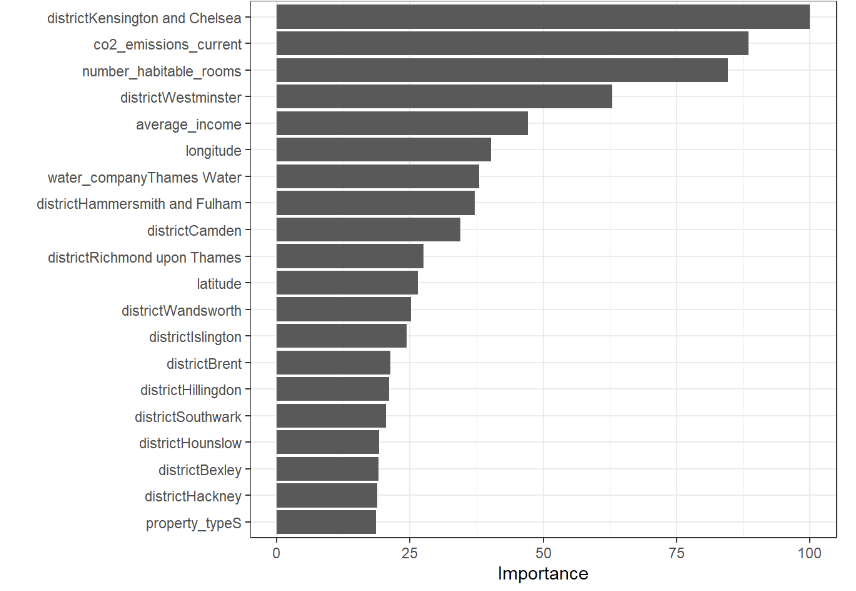 districtKensington and Chelsea
co2_emissions_current
number_habitable_rooms
districtWestminster
average_income
longitude
water_companyThames Water
districtHammersmith and Fulham
districtCamden
districtRichmond upon Thames
latitude
districtWandsworth
districtIslington
districtBrent
districtHillingdon
districtSouthwark
districtHounslow
districtBexley
districtHackney
property_typeS
0 25 50 75 100
Importance